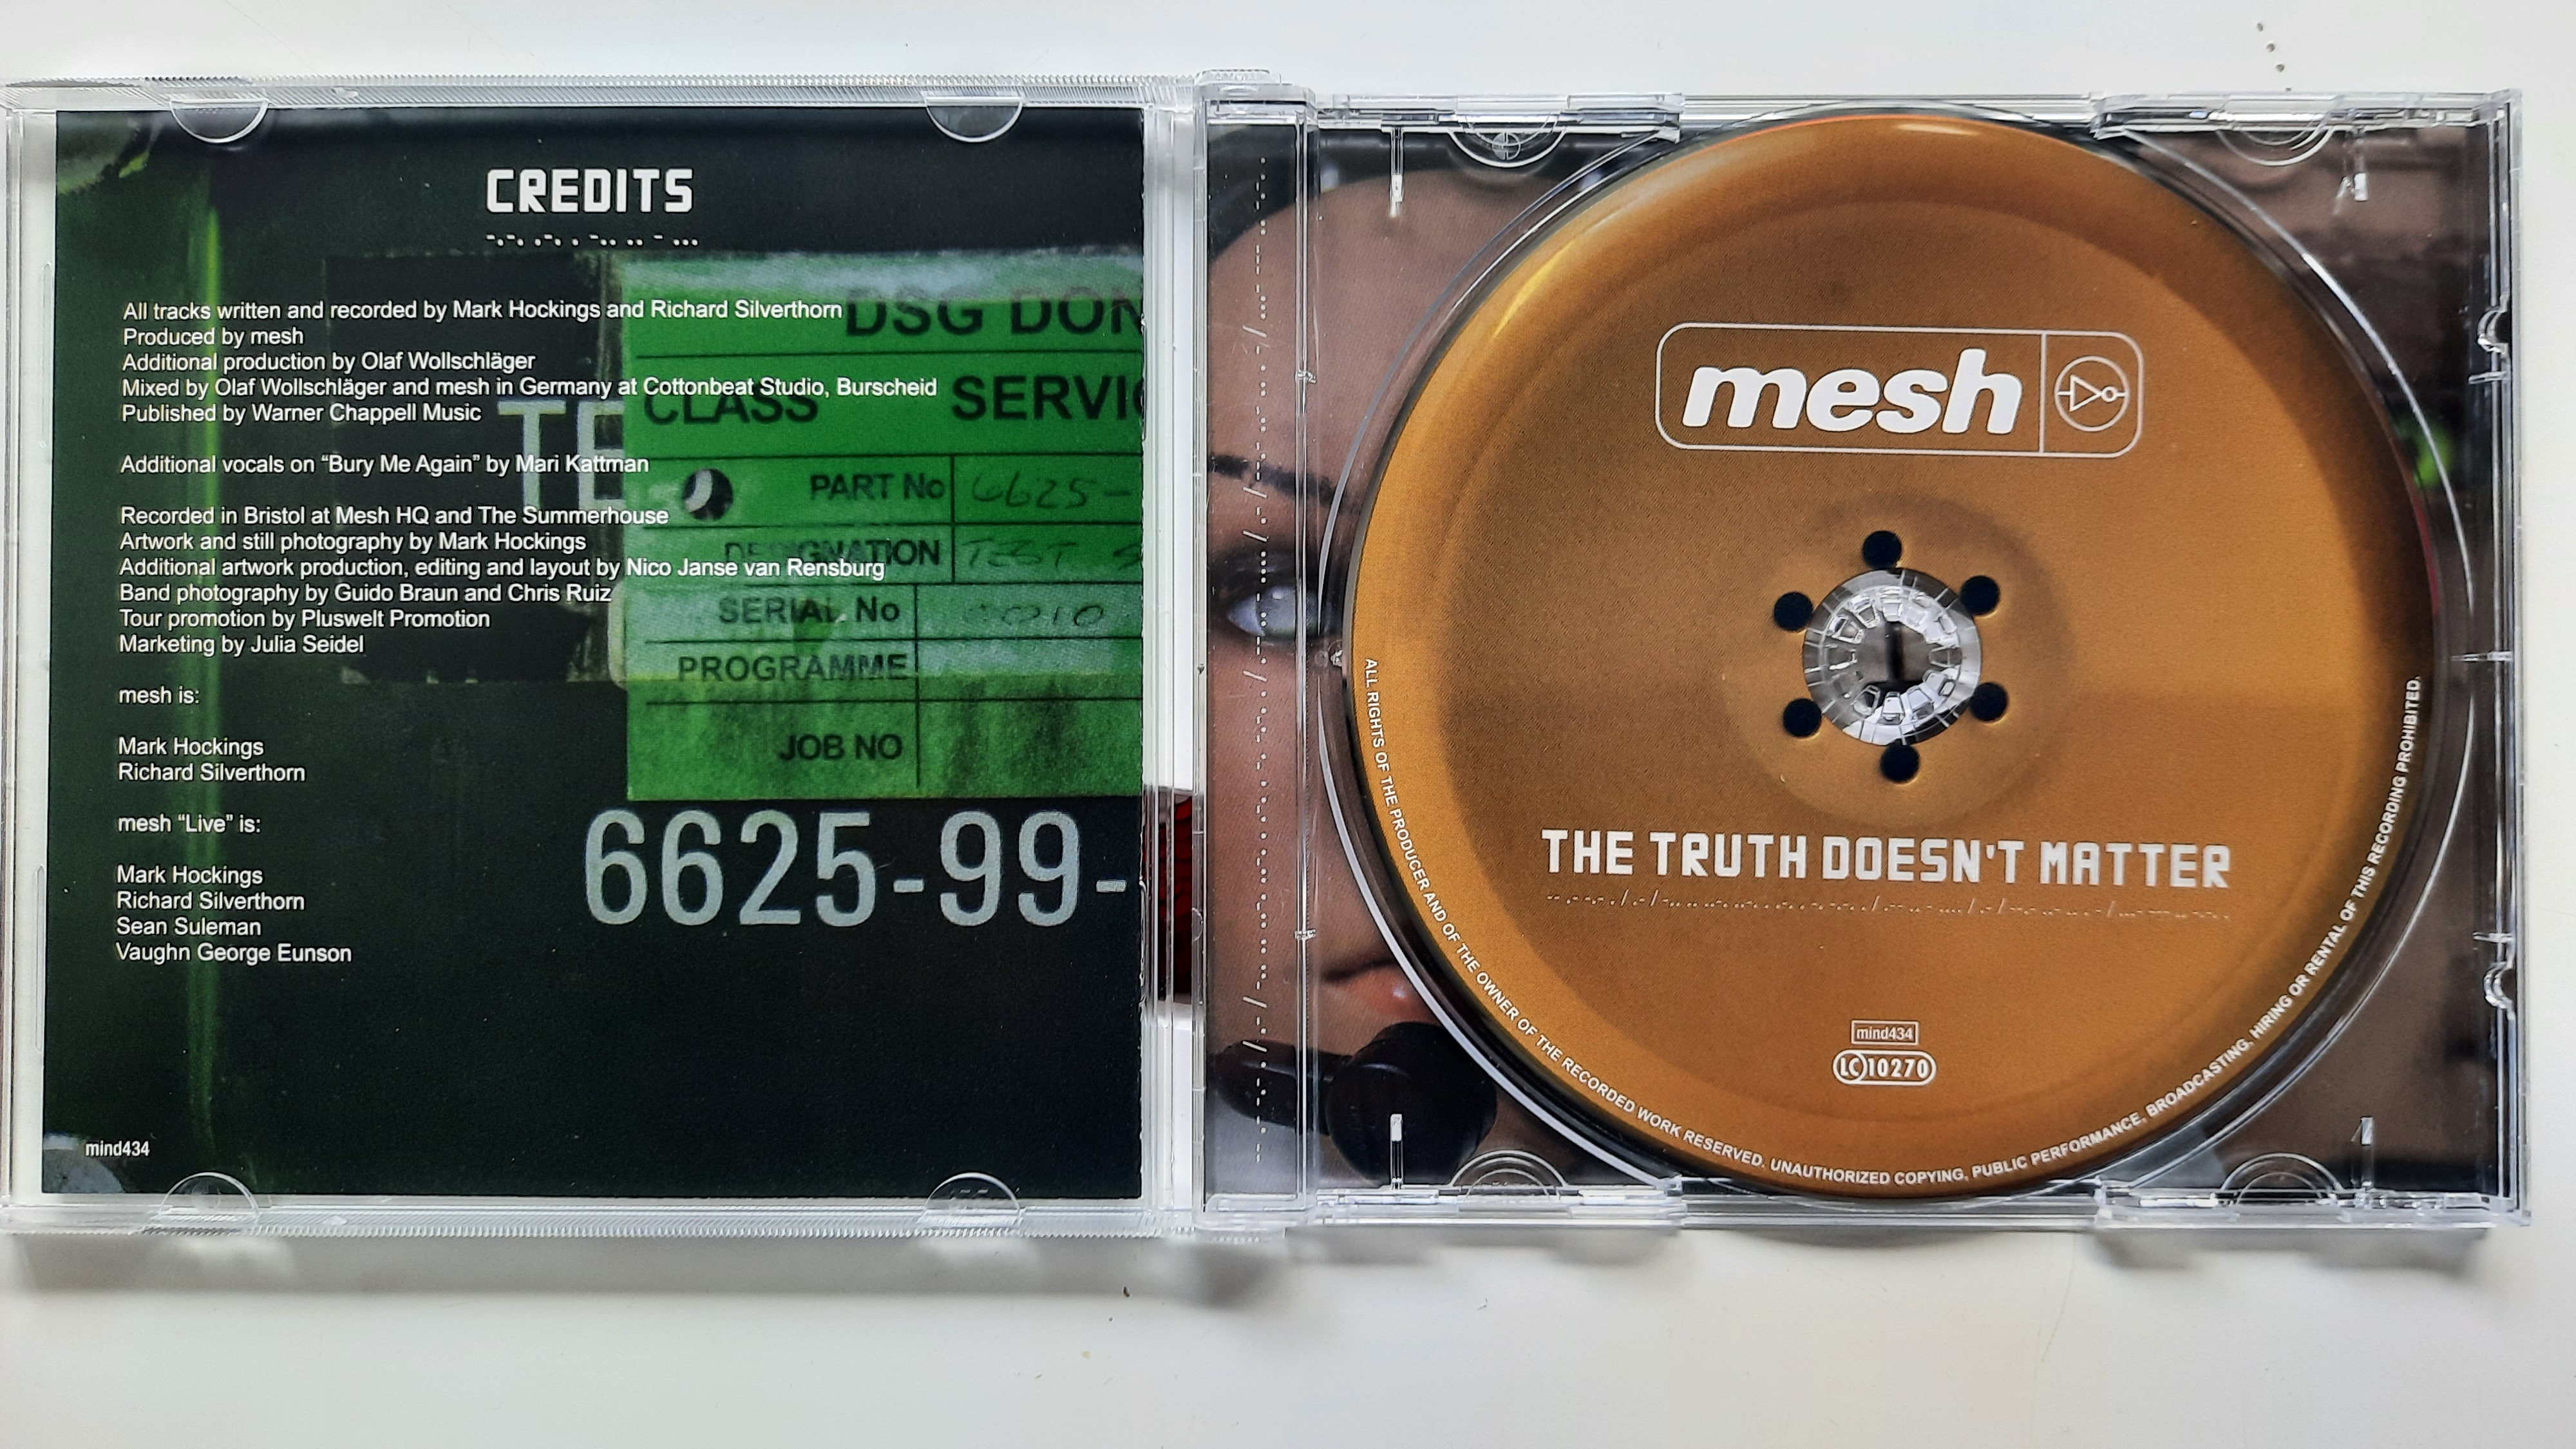 CREDITS
-.-. .-. . -.. .. - ...
All tracks written and recorded by Mark Hockings and Richard Silverthorn
Produced by mesh
Additional production by Olaf Wollschläger
Mixed by Olaf Wollschläger and mesh in Germany at Cottonbeat Studio, Burscheid
Published by Warner Chappell Music
Additional vocals on “Bury Me Again” by Mari Kattman
Recorded in Bristol at Mesh HQ and The Summerhouse
Artwork and still photography by Mark Hockings
Additional artwork production, editing and layout by Nico Janse van Rensburg
Band photography by Guido Braun and Chris Ruiz
Tour promotion by Pluswelt Promotion
Marketing by Julia Seidel
mesh is:
Mark Hockings
Richard Silverthorn
mesh “Live” is:
Mark Hockings
Richard Silverthorn
Sean Suleman
Vaughn George Eunson
mind434
TE
DSG DON
CLASS SERVIC
PART No 6625-
DESIGNATION TEST S
SERIAL No 0010
PROGRAMME
JOB NO
6625-99-
mesh
THE TRUTH DOESN'T MATTER
mind434
LC 10270
ALL RIGHTS OF THE PRODUCER AND OF THE OWNER OF THE RECORDED WORK RESERVED. UNAUTHORIZED COPYING, PUBLIC PERFORMANCE, BROADCASTING, HIRING OR RENTAL OF THIS RECORDING PROHIBITED.